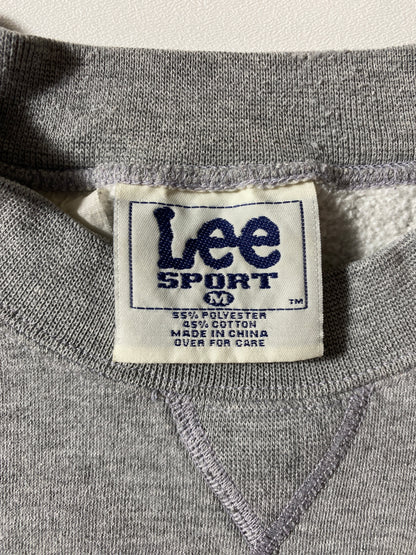 Lee
SPORT
M
TM
55% POLYESTER
45% COTTON
MADE IN CHINA
OVER FOR CARE